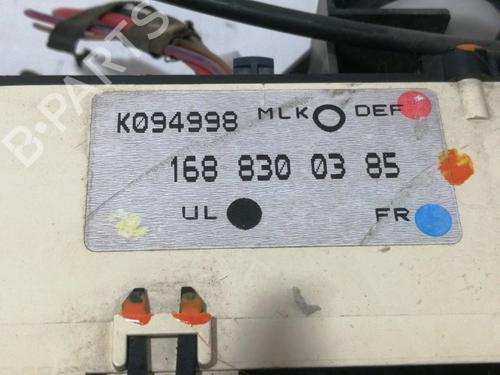 K094998 MLK DEF
168 830 03 85
UL FR
B-PARTS